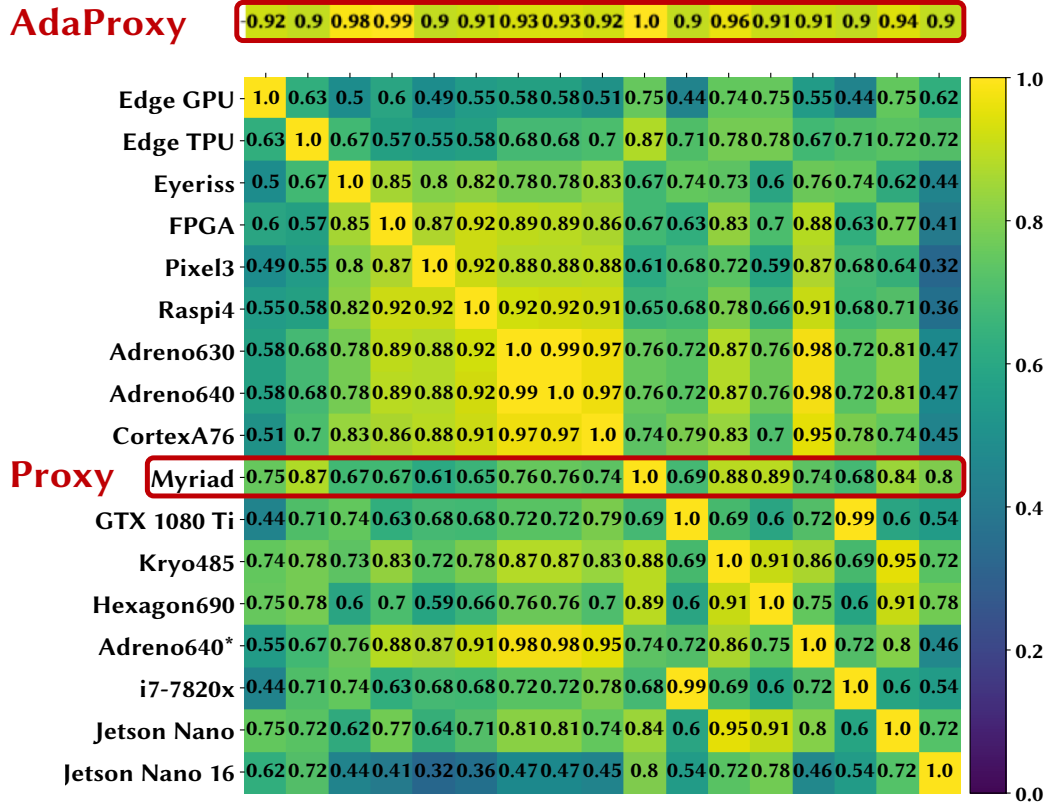 AdaProxy 0.92 0.9 0.98 0.99 0.9 0.91 0.93 0.93 0.92 1.0 0.9 0.96 0.91 0.91 0.9 0.94 0.9
1.0
Edge GPU 1.0 0.63 0.5 0.6 0.49 0.55 0.58 0.58 0.51 0.75 0.44 0.74 0.75 0.55 0.44 0.75 0.62
Edge TPU 0.63 1.0 0.67 0.57 0.55 0.58 0.68 0.68 0.7 0.87 0.71 0.78 0.78 0.67 0.71 0.72 0.72
Eyeriss 0.5 0.67 1.0 0.85 0.8 0.82 0.78 0.78 0.83 0.67 0.74 0.73 0.6 0.76 0.74 0.62 0.44
0.8
FPGA 0.6 0.57 0.85 1.0 0.87 0.92 0.89 0.89 0.86 0.67 0.63 0.83 0.7 0.88 0.63 0.77 0.41
Pixel3 0.49 0.55 0.8 0.87 1.0 0.92 0.88 0.88 0.88 0.61 0.68 0.72 0.59 0.87 0.68 0.64 0.32
Raspi4 0.55 0.58 0.82 0.92 0.92 1.0 0.92 0.92 0.91 0.65 0.68 0.78 0.66 0.91 0.68 0.71 0.36
Adreno630 0.58 0.68 0.78 0.89 0.88 0.92 1.0 0.99 0.97 0.76 0.72 0.87 0.76 0.98 0.72 0.81 0.47
0.6
Adreno640 0.58 0.68 0.78 0.89 0.88 0.92 0.99 1.0 0.97 0.76 0.72 0.87 0.76 0.98 0.72 0.81 0.47
CortexA76 0.51 0.7 0.83 0.86 0.88 0.91 0.97 0.97 1.0 0.74 0.79 0.83 0.7 0.95 0.78 0.74 0.45
Proxy Myriad 0.75 0.87 0.67 0.67 0.61 0.65 0.76 0.76 0.74 1.0 0.69 0.88 0.89 0.74 0.68 0.84 0.8
0.4
GTX 1080 Ti 0.44 0.71 0.74 0.63 0.68 0.68 0.72 0.72 0.79 0.69 1.0 0.69 0.6 0.72 0.99 0.6 0.54
Kryo485 0.74 0.78 0.73 0.83 0.72 0.78 0.87 0.87 0.83 0.88 0.69 1.0 0.91 0.86 0.69 0.95 0.72
Hexagon690 0.75 0.78 0.6 0.7 0.59 0.66 0.76 0.76 0.7 0.89 0.6 0.91 1.0 0.75 0.6 0.91 0.78
Adreno640* 0.55 0.67 0.76 0.88 0.87 0.91 0.98 0.98 0.95 0.74 0.72 0.86 0.75 1.0 0.72 0.8 0.46
0.2
i7-7820x 0.44 0.71 0.74 0.63 0.68 0.68 0.72 0.72 0.78 0.68 0.99 0.69 0.6 0.72 1.0 0.6 0.54
Jetson Nano 0.75 0.72 0.62 0.77 0.64 0.71 0.81 0.81 0.74 0.84 0.6 0.95 0.91 0.8 0.6 1.0 0.72
Jetson Nano 16 0.62 0.72 0.44 0.41 0.32 0.36 0.47 0.47 0.45 0.8 0.54 0.72 0.78 0.46 0.54 0.72 1.0
0.0